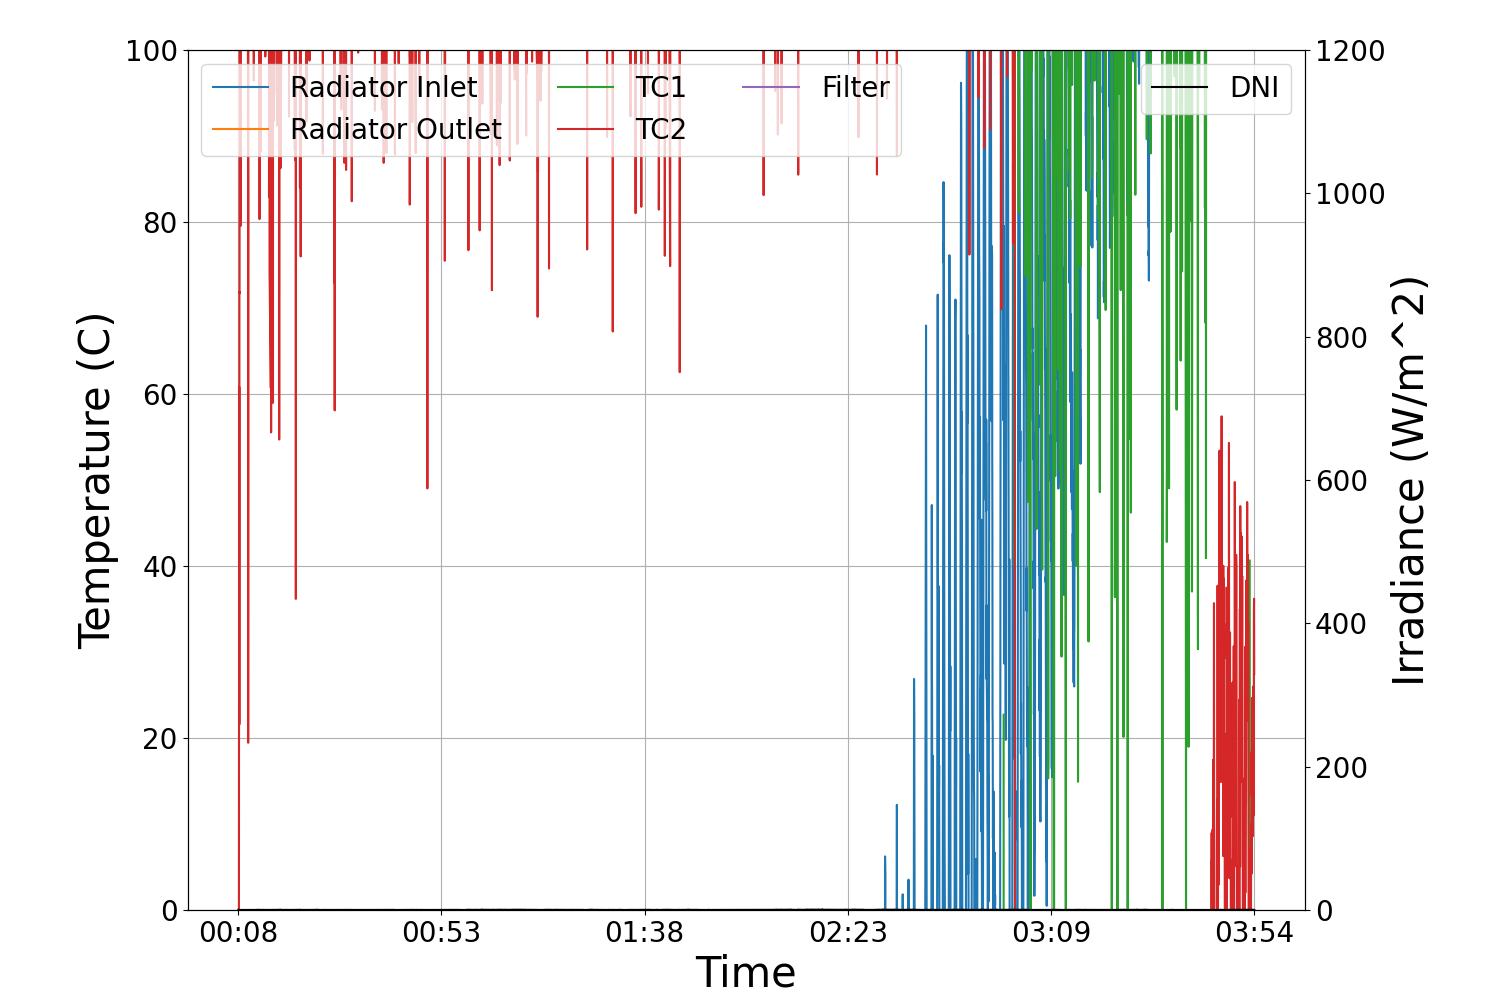 100
80
60
40
20
0
Temperature (C)
Radiator Inlet
Radiator Outlet
TC1
TC2
Filter
DNI
1200
1000
800
600
400
200
0
Irradiance (W/m^2)
00:08
00:53
01:38
02:23
03:09
03:54
Time